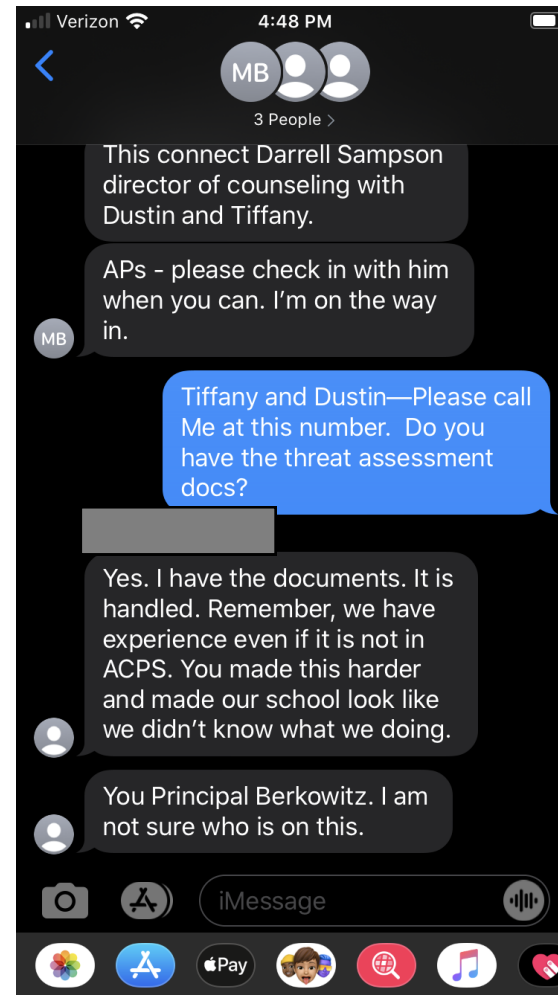 Verizon
4:48 PM
MB
3 People >
This connect Darrell Sampson
director of counseling with
Dustin and Tiffany.
APs - please check in with him
when you can. I’m on the way
in.
MB
Tiffany and Dustin—Please call
Me at this number.  Do you
have the threat assessment
docs?
Yes. I have the documents. It is
handled. Remember, we have
experience even if it is not in
ACPS. You made this harder
and made our school look like
we didn’t know what we doing.
You Principal Berkowitz. I am
not sure who is on this.
iMessage
Pay